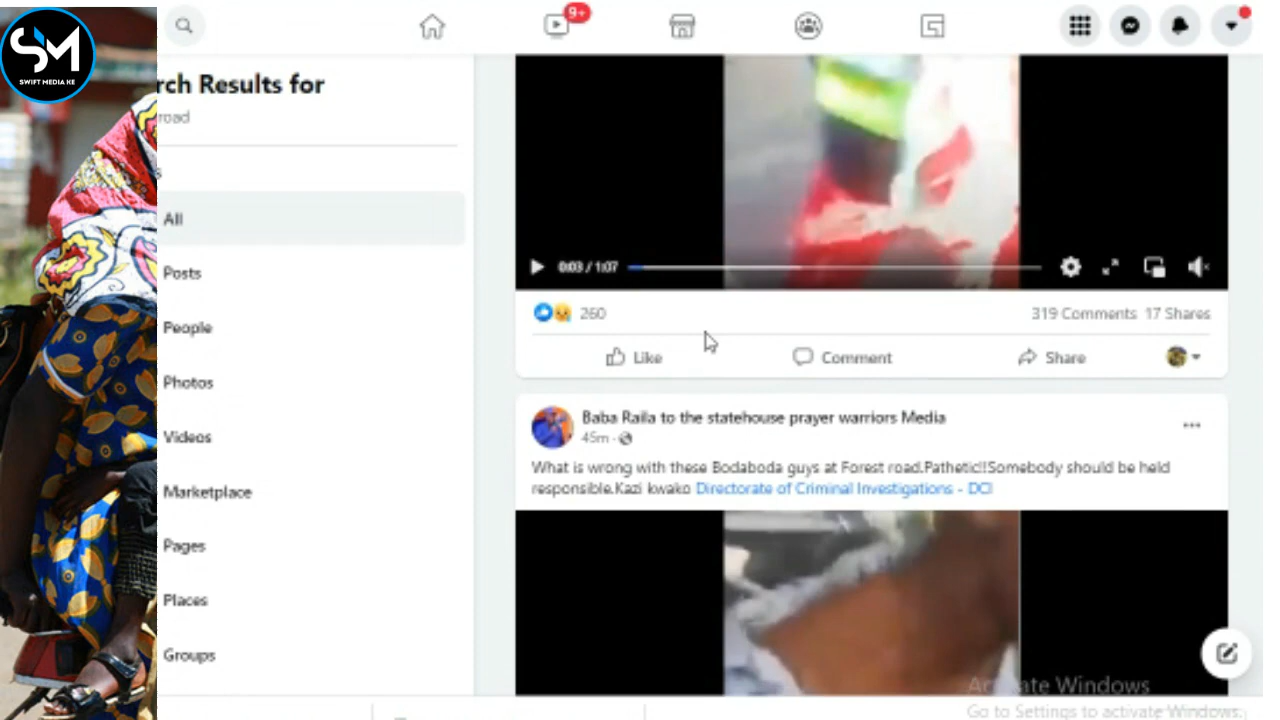 SM
SWIFT MEDIA KE
9+
rch Results for
road
All
Posts
People
Photos
Videos
Marketplace
Pages
Places
Groups
0:03 / 1:07
260
319 Comments 17 Shares
Like
Comment
Share
Baba Raila to the statehouse prayer warriors Media
45m ·
What is wrong with these Bodaboda guys at Forest road.Pathetic!!Somebody should be held
responsible.Kazi kwako Directorate of Criminal Investigations - DCI
Activate Windows
Go to Settings to activate Windows.